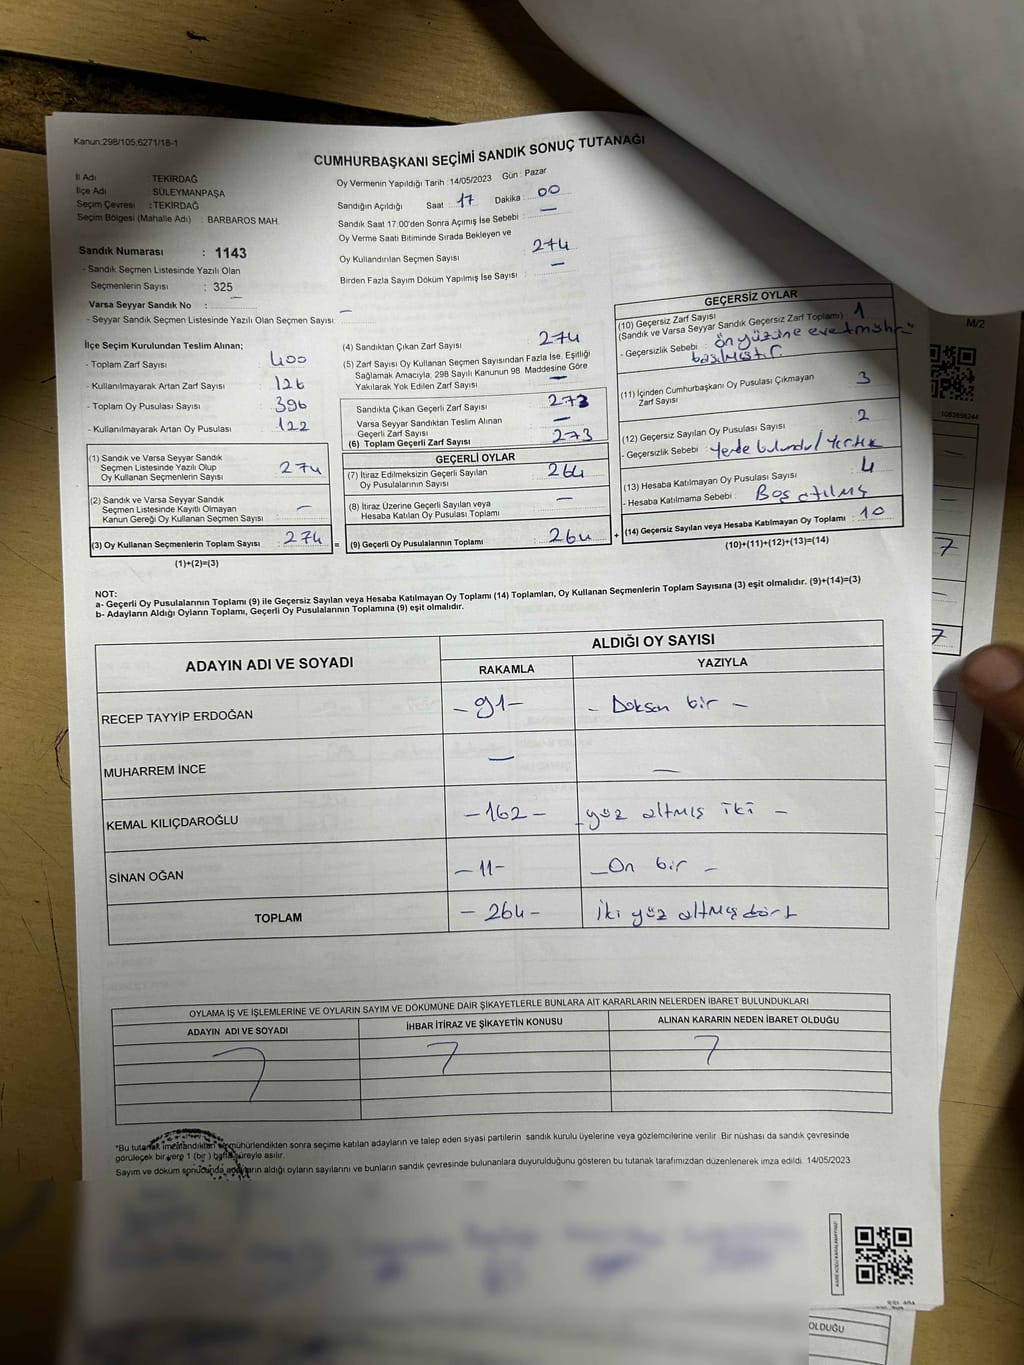 Kanun:298/105;6271/18-1
CUMHURBAŞKANI SEÇİMİ SANDIK SONUÇ TUTANAĞI
İl Adı : TEKİRDAĞ
İlçe Adı : SÜLEYMANPAŞA
Seçim Çevresi : TEKİRDAĞ
Seçim Bölgesi (Mahalle Adı) : BARBAROS MAH.
Sandık Numarası : 1143
- Sandık Seçmen Listesinde Yazılı Olan
Seçmenlerin Sayısı : 325
Varsa Seyyar Sandık No : —
- Seyyar Sandık Seçmen Listesinde Yazılı Olan Seçmen Sayısı: —
Oy Vermenin Yapıldığı Tarih : 14/05/2023 Gün : Pazar
Sandığın Açıldığı Saat : 17 Dakika : 00
Sandık Saat 17:00'den Sonra Açımış İse Sebebi : —
Oy Verme Saati Bitiminde Sırada Bekleyen ve
Oy Kullandırılan Seçmen Sayısı : 274
Birden Fazla Sayım Döküm Yapılmış İse Sayısı : —
İlçe Seçim Kurulundan Teslim Alınan;
- Toplam Zarf Sayısı : 400
- Kullanılmayarak Artan Zarf Sayısı : 126
- Toplam Oy Pusulası Sayısı : 396
- Kullanılmayarak Artan Oy Pusulası : 122
(1) Sandık ve Varsa Seyyar Sandık
Seçmen Listesinde Yazılı Olup
Oy Kullanan Seçmenlerin Sayısı : 274
(2) Sandık ve Varsa Seyyar Sandık
Seçmen Listesinde Kayıtlı Olmayan
Kanun Gereği Oy Kullanan Seçmen Sayısı : —
(3) Oy Kullanan Seçmenlerin Toplam Sayısı : 274 =
(1)+(2)=(3)
(4) Sandıktan Çıkan Zarf Sayısı : 274
(5) Zarf Sayısı Oy Kullanan Seçmen Sayısından Fazla İse, Eşitliği
Sağlamak Amacıyla, 298 Sayılı Kanunun 98. Maddesine Göre
Yakılarak Yok Edilen Zarf Sayısı : —
Sandıkta Çıkan Geçerli Zarf Sayısı : 273
Varsa Seyyar Sandıktan Teslim Alınan
Geçerli Zarf Sayısı : —
(6) Toplam Geçerli Zarf Sayısı : 273
GEÇERLİ OYLAR
(7) İtiraz Edilmeksizin Geçerli Sayılan
Oy Pusulalarının Sayısı : 264
(8) İtiraz Üzerine Geçerli Sayılan veya
Hesaba Katılan Oy Pusulası Toplamı : —
(9) Geçerli Oy Pusulalarının Toplamı : 264 +
GEÇERSİZ OYLAR
(10) Geçersiz Zarf Sayısı : 1
(Sandık ve Varsa Seyyar Sandık Geçersiz Zarf Toplamı)
- Geçersizlik Sebebi : ön yüzüne evet mührü
basılmıştır
(11) İçinden Cumhurbaşkanı Oy Pusulası Çıkmayan
Zarf Sayısı : 3
(12) Geçersiz Sayılan Oy Pusulası Sayısı : 2
- Geçersizlik Sebebi : Yerde bulundu / Yırtık
(13) Hesaba Katılmayan Oy Pusulası Sayısı : 4
- Hesaba Katılmama Sebebi : Boş atılmış
(14) Geçersiz Sayılan veya Hesaba Katılmayan Oy Toplamı : 10
(10)+(11)+(12)+(13)=(14)
NOT:
a- Geçerli Oy Pusulalarının Toplamı (9) ile Geçersiz Sayılan veya Hesaba Katılmayan Oy Toplamı (14) Toplamları, Oy Kullanan Seçmenlerin Toplam Sayısına (3) eşit olmalıdır. (9)+(14)=(3)
b- Adayların Aldığı Oyların Toplamı, Geçerli Oy Pusulalarının Toplamına (9) eşit olmalıdır.
ADAYIN ADI VE SOYADI ALDIĞI OY SAYISI
RAKAMLA YAZIYLA
RECEP TAYYİP ERDOĞAN – 91 – – Doksan bir –
MUHARREM İNCE — —
KEMAL KILIÇDAROĞLU – 162 – – yüz altmış iki –
SİNAN OĞAN – 11 – – On bir –
TOPLAM – 264 – iki yüz altmış dört
OYLAMA İŞ VE İŞLEMLERİNE VE OYLARIN SAYIM VE DÖKÜMÜNE DAİR ŞİKAYETLERLE BUNLARA AİT KARARLARIN NELERDEN İBARET BULUNDUKLARI
ADAYIN ADI VE SOYADI İHBAR İTİRAZ VE ŞİKAYETİN KONUSU ALINAN KARARIN NEDEN İBARET OLDUĞU
*Bu tutanak imzalandıktan ve mühürlendikten sonra seçime katılan adayların ve talep eden siyasi partilerin sandık kurulu üyelerine veya gözlemcilerine verilir. Bir nüshası da sandık çevresinde
görülecek bir yere 1 (bir) hafta süreyle asılır.
Sayım ve döküm sonucunda adayların aldığı oyların sayılarını ve bunların sandık çevresinde bulunanlara duyurulduğunu gösteren bu tutanak tarafımızdan düzenlenerek imza edildi. 14/05/2023
M/2
7
7
OLDUĞU